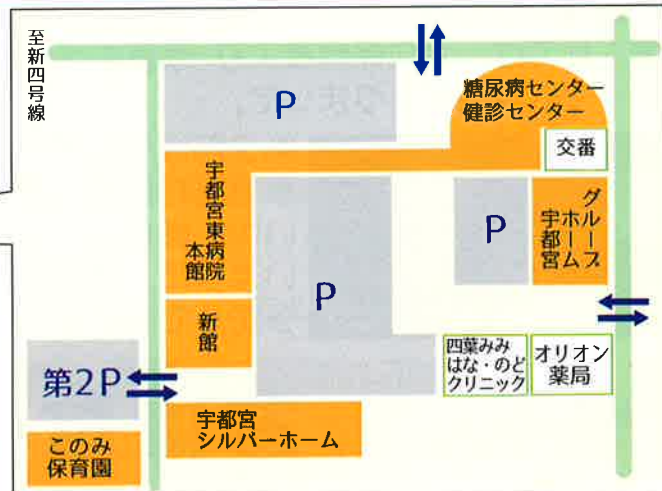 至新四号線
P
糖尿病センター
健診センター
交番
宇都宮東病院
本館
P
P
グループ
ホーム
宇都宮
新館
四葉みみ
はな・のど
クリニック
オリオン
薬局
第2P
宇都宮
シルバーホーム
このみ
保育園